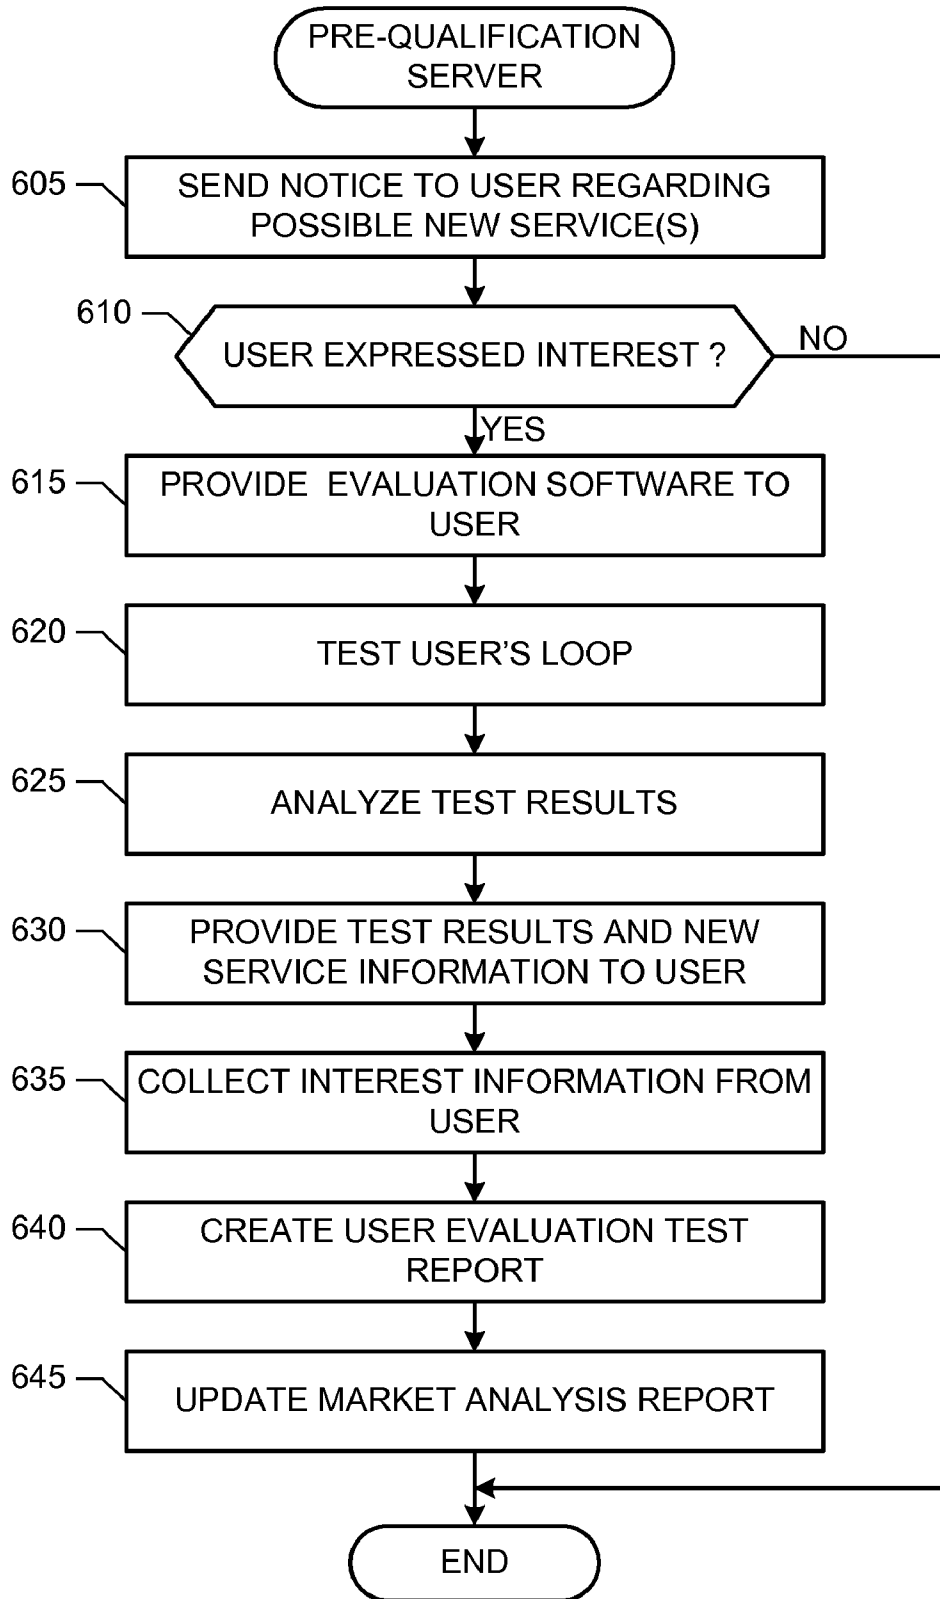 PRE-QUALIFICATION
SERVER
605
SEND NOTICE TO USER REGARDING
POSSIBLE NEW SERVICE(S)
610
USER EXPRESSED INTEREST ?
NO
YES
615
PROVIDE EVALUATION SOFTWARE TO
USER
620
TEST USER'S LOOP
625
ANALYZE TEST RESULTS
630
PROVIDE TEST RESULTS AND NEW
SERVICE INFORMATION TO USER
635
COLLECT INTEREST INFORMATION FROM
USER
640
CREATE USER EVALUATION TEST
REPORT
645
UPDATE MARKET ANALYSIS REPORT
END